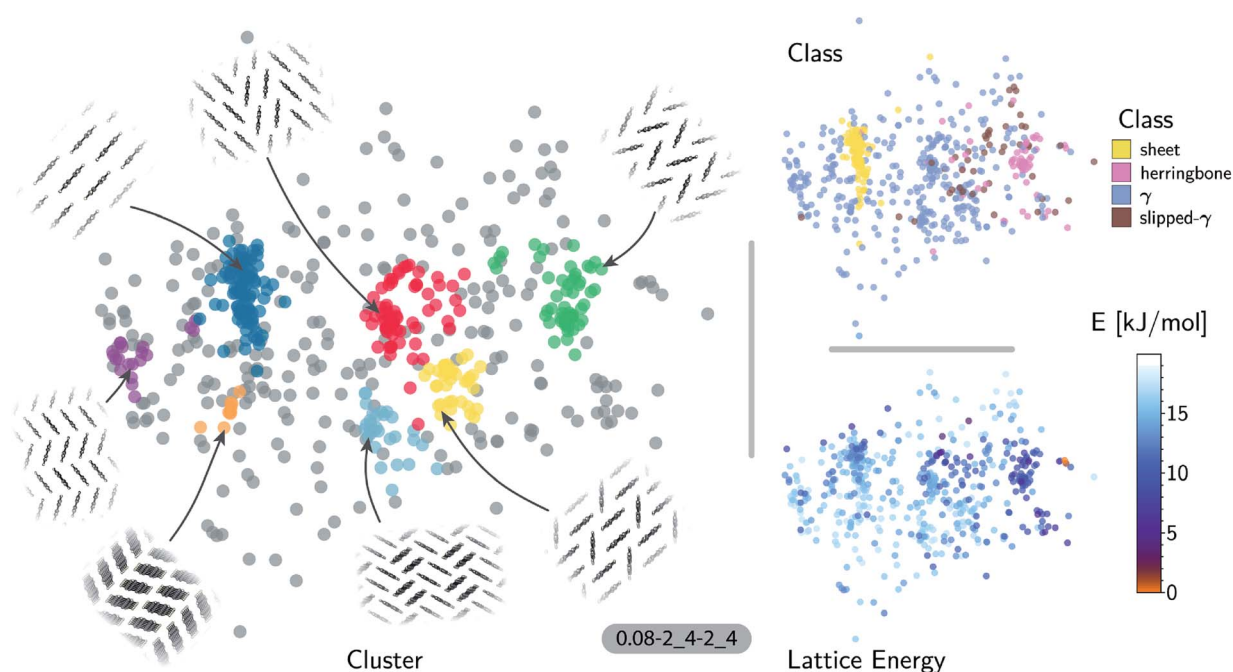 Class
Class
sheet
herringbone
γ
slipped-γ
E [kJ/mol]
15
10
5
0
0.08-2_4-2_4
Cluster
Lattice Energy